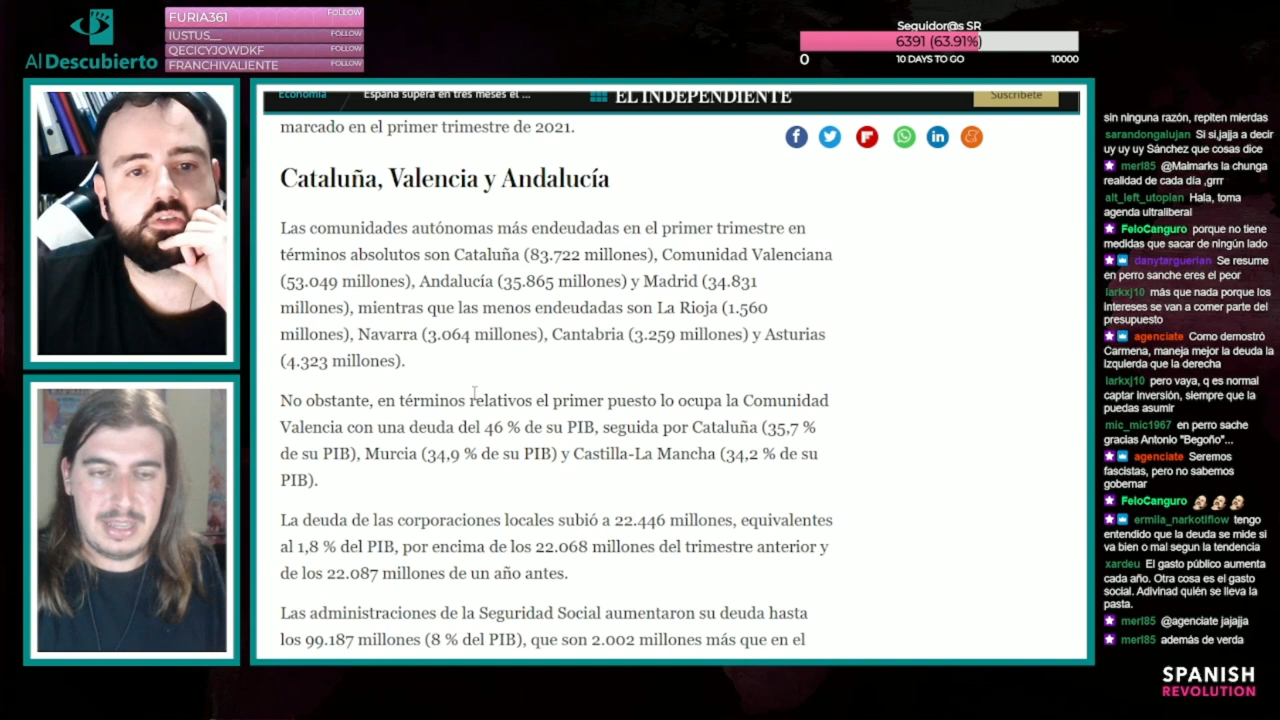 Al Descubierto
FURIA361 FOLLOW
IUSTUS__ FOLLOW
QECICYJOWDKF FOLLOW
FRANCHIVALIENTE FOLLOW
Seguidor@s SR
6391 (63.91%)
0 10 DAYS TO GO 10000
Economía España supera en tres meses el ... EL INDEPENDIENTE Suscríbete
marcado en el primer trimestre de 2021.
Cataluña, Valencia y Andalucía
Las comunidades autónomas más endeudadas en el primer trimestre en
términos absolutos son Cataluña (83.722 millones), Comunidad Valenciana
(53.049 millones), Andalucía (35.865 millones) y Madrid (34.831
millones), mientras que las menos endeudadas son La Rioja (1.560
millones), Navarra (3.064 millones), Cantabria (3.259 millones) y Asturias
(4.323 millones).
No obstante, en términos relativos el primer puesto lo ocupa la Comunidad
Valencia con una deuda del 46 % de su PIB, seguida por Cataluña (35,7 %
de su PIB), Murcia (34,9 % de su PIB) y Castilla-La Mancha (34,2 % de su
PIB).
La deuda de las corporaciones locales subió a 22.446 millones, equivalentes
al 1,8 % del PIB, por encima de los 22.068 millones del trimestre anterior y
de los 22.087 millones de un año antes.
Las administraciones de la Seguridad Social aumentaron su deuda hasta
los 99.187 millones (8 % del PIB), que son 2.002 millones más que en el
sin ninguna razón, repiten mierdas
sarandongalujan Si si,jajja a decir
uy uy uy Sánchez que cosas dice
merl85 @Malmarks la chunga
realidad de cada día ,grrr
alt_left_utopian Hala, toma
agenda ultraliberal
FeloCanguro porque no tiene
medidas que sacar de ningún lado
danytarguerian Se resume
en perro sanche eres el peor
larkxj10 más que nada porque los
intereses se van a comer parte del
presupuesto
agenciate Como demostró
Carmena, maneja mejor la deuda la
izquierda que la derecha
larkxj10 pero vaya, q es normal
captar inversión, siempre que la
puedas asumir
mic_mic1967 en perro sache
gracias Antonio "Begoño"...
agenciate Seremos
fascistas, pero no sabemos
gobernar
FeloCanguro
ermila_narkotiflow tengo
entendido que la deuda se mide si
va bien o mal segun la tendencia
xardeu El gasto público aumenta
cada año. Otra cosa es el gasto
social. Adivinad quién se lleva la
pasta.
merl85 @agenciate jajajja
merl85 además de verda
SPANISH
REVOLUTION